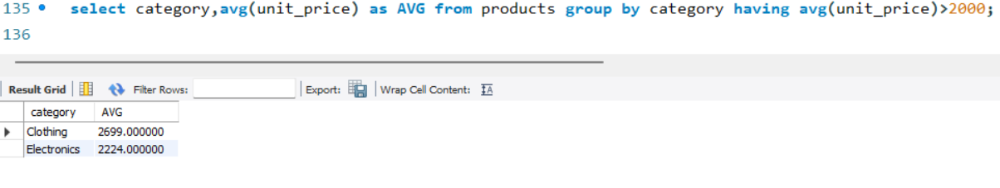 135 select category,avg(unit_price) as AVG from products group by category having avg(unit_price)>2000;
136
Result Grid Filter Rows: Export: Wrap Cell Content: IA
category AVG
Clothing 2699.000000
Electronics 2224.000000